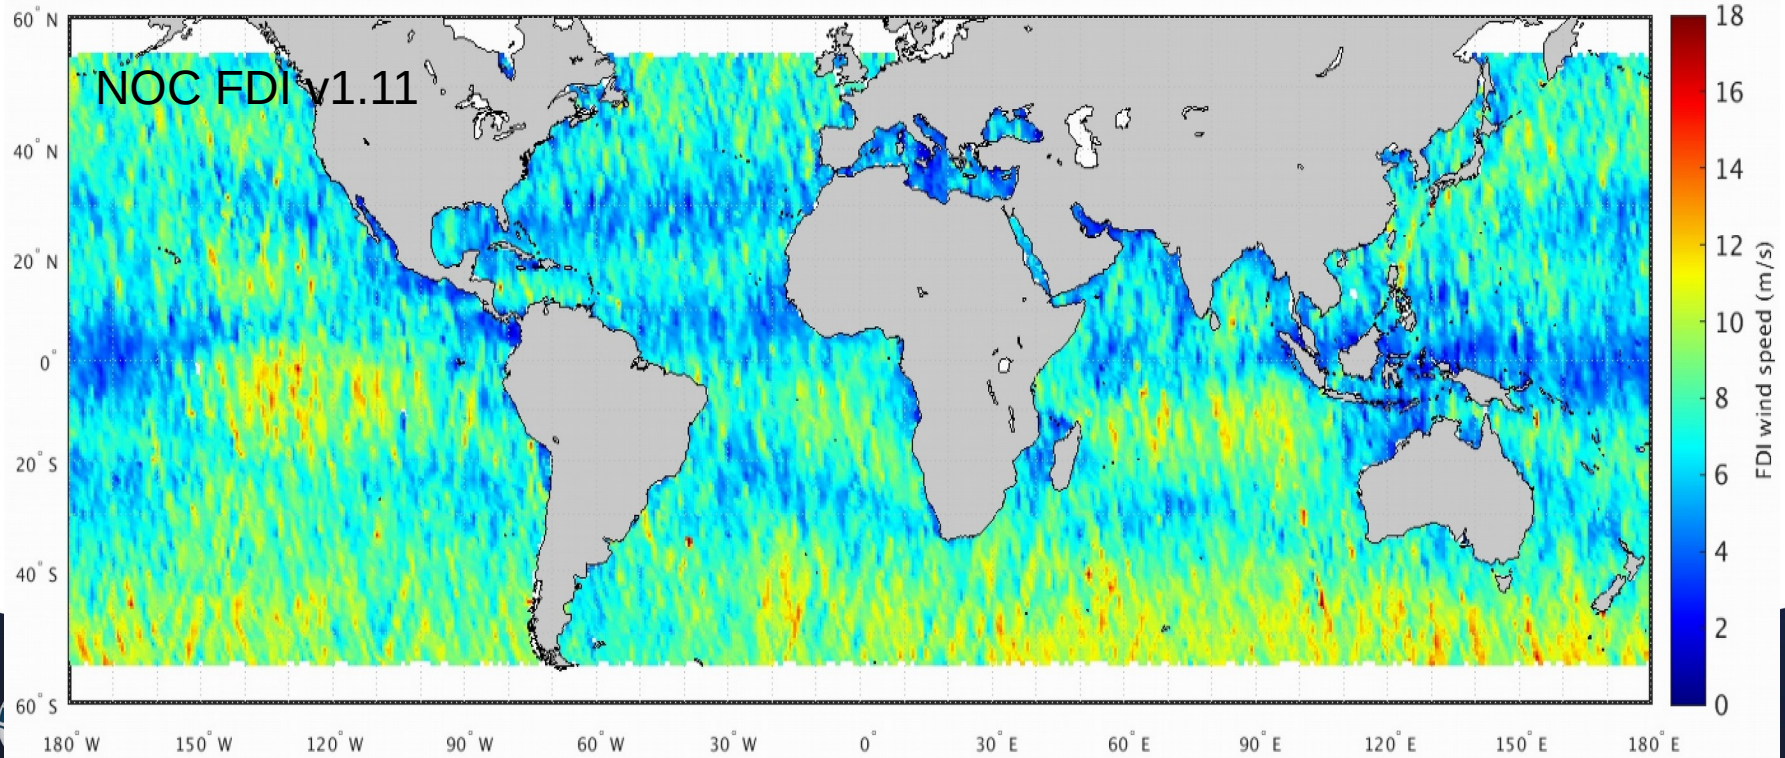 NOC FDI v1.11
60° N
40° N
20° N
0°
20° S
40° S
60° S
180° W
150° W
120° W
90° W
60° W
30° W
0°
30° E
60° E
90° E
120° E
150° E
180° E
18
16
14
12
10
8
6
4
2
0
FDI wind speed (m/s)